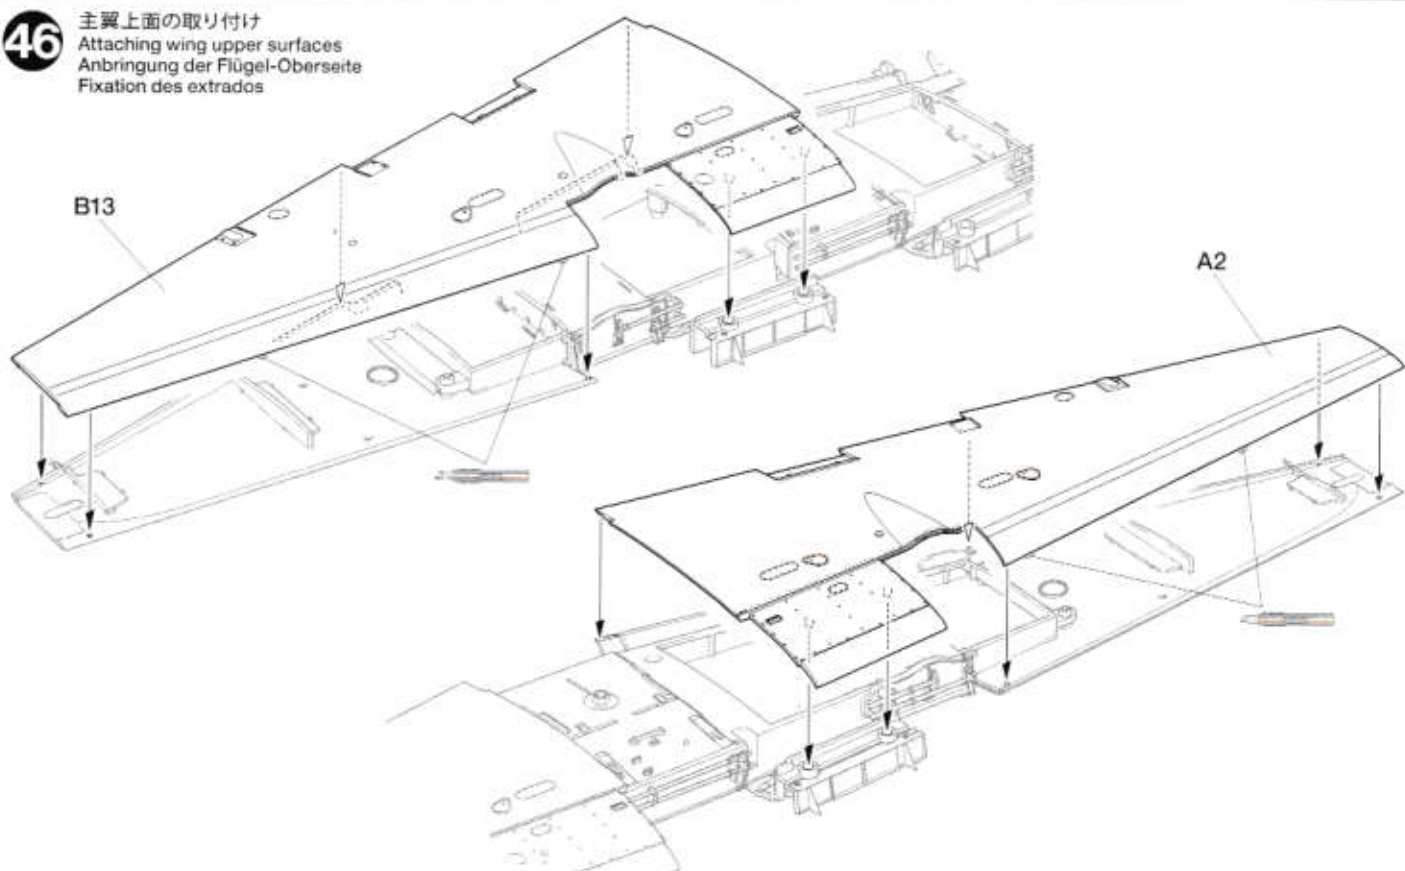 46
主翼上面の取り付け
Attaching wing upper surfaces
Anbringung der Flügel-Oberseite
Fixation des extrados
B13
A2